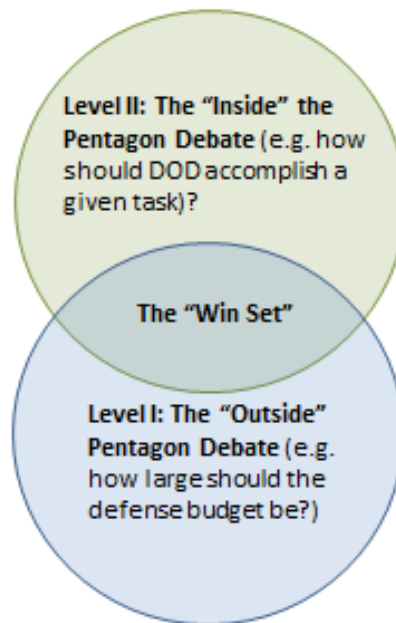 Level II: The “Inside” the
Pentagon Debate (e.g. how
should DOD accomplish a
given task)?
The “Win Set”
Level I: The “Outside”
Pentagon Debate (e.g.
how large should the
defense budget be?)